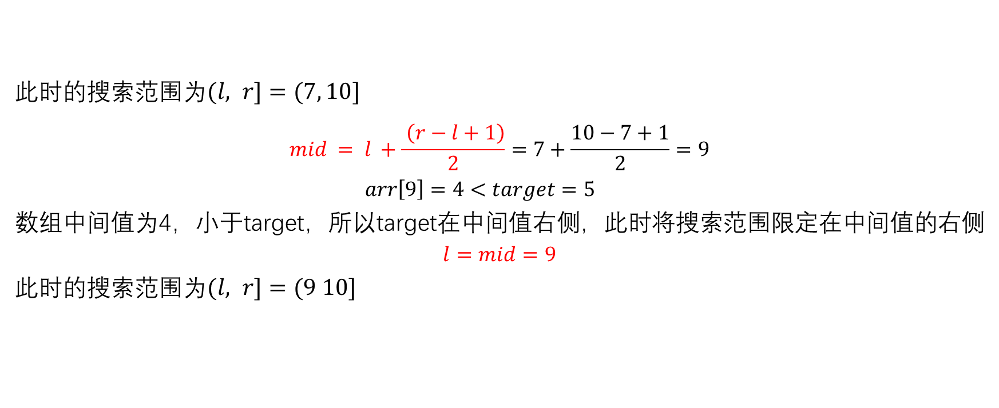 此时的搜索范围为(l, r] = (7, 10]
mid = l + (r − l + 1)/2 = 7 + (10 − 7 + 1)/2 = 9
arr[9] = 4 < target = 5
数组中间值为4，小于target，所以target在中间值右侧，此时将搜索范围限定在中间值的右侧
l = mid = 9
此时的搜索范围为(l, r] = (9 10]